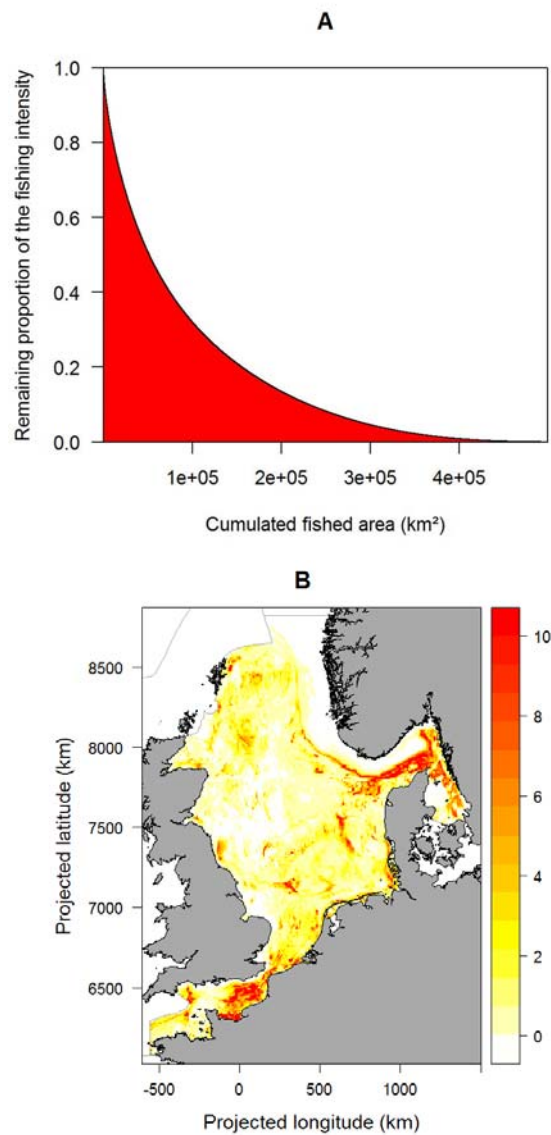 A
Remaining proportion of the fishing intensity
1.0
0.8
0.6
0.4
0.2
0.0
1e+05
2e+05
3e+05
4e+05
Cumulated fished area (km²)
B
Projected latitude (km)
8500
8000
7500
7000
6500
-500
0
500
1000
Projected longitude (km)
10
8
6
4
2
0